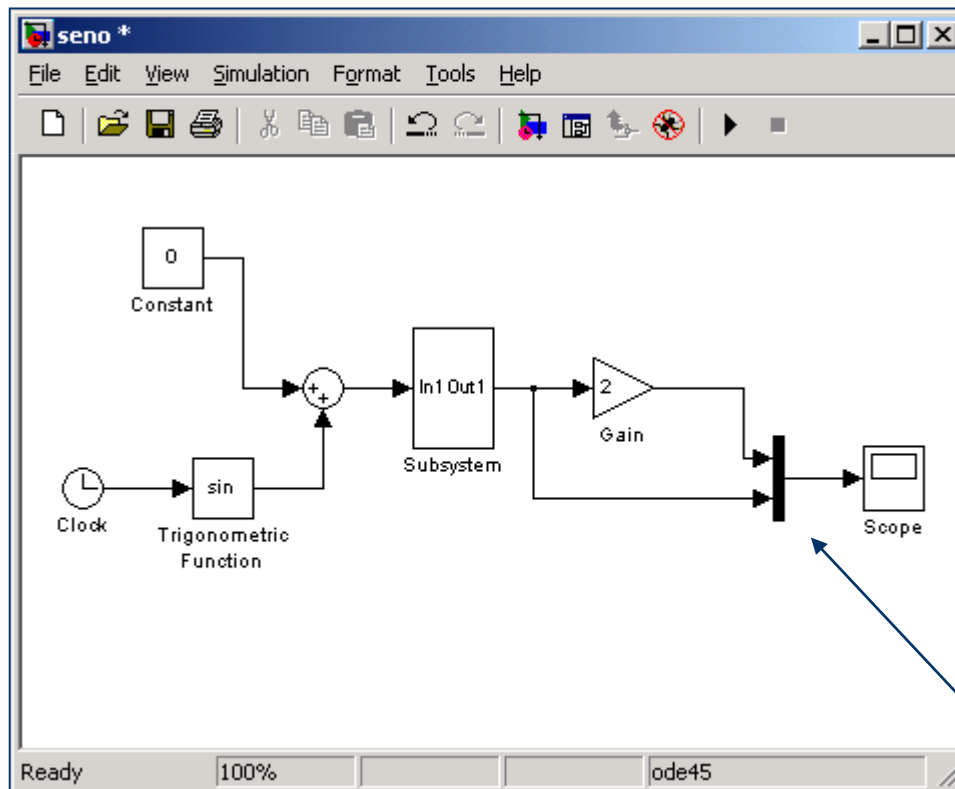 seno *
File Edit View Simulation Format Tools Help
0
Constant
+
+
In1 Out1
Subsystem
2
Gain
Clock
sin
Trigonometric
Function
Scope
Ready 100% ode45